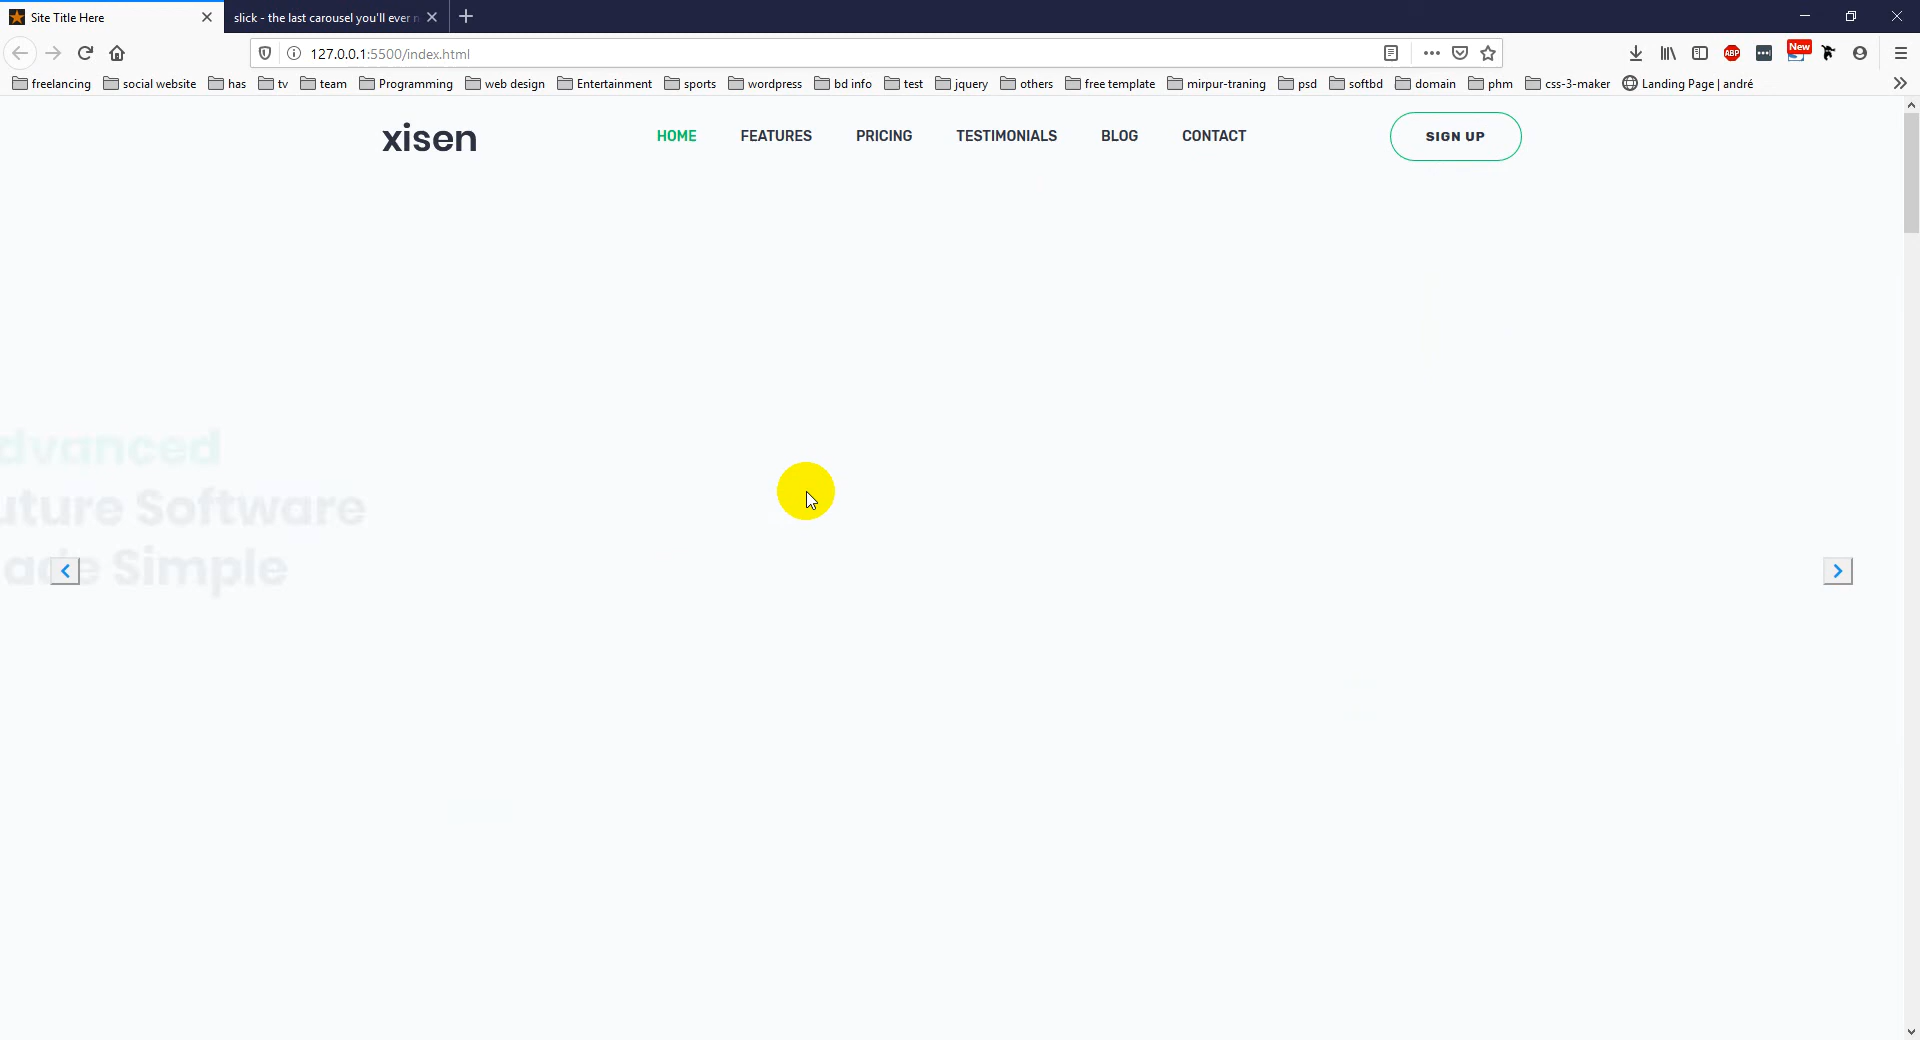 Site Title Here
slick - the last carousel you'll ever n
127.0.0.1:5500/index.html
New
ABP
freelancing social website has tv team Programming web design Entertainment sports wordpress bd info test jquery others free template mirpur-traning psd softbd domain phm css-3-maker Landing Page | andré
xisen HOME FEATURES PRICING TESTIMONIALS BLOG CONTACT SIGN UP
dvanced
uture Software
ade Simple